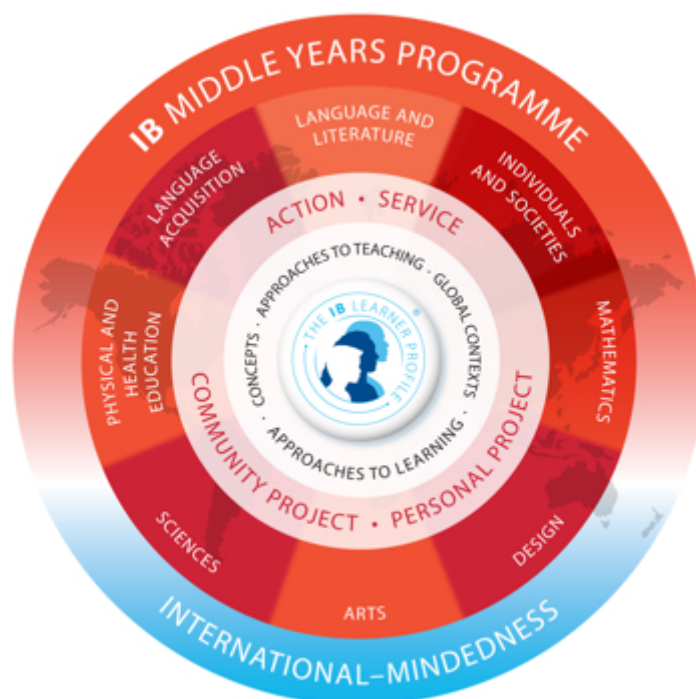 IB MIDDLE YEARS PROGRAMME
LANGUAGE AND
LITERATURE
INDIVIDUALS
AND SOCIETIES
MATHEMATICS
DESIGN
ARTS
SCIENCES
PHYSICAL AND
HEALTH
EDUCATION
LANGUAGE
ACQUISITION
ACTION • SERVICE
COMMUNITY PROJECT • PERSONAL PROJECT
APPROACHES TO TEACHING · GLOBAL CONTEXTS ·
APPROACHES TO LEARNING ·
CONCEPTS ·
THE IB LEARNER PROFILE ®
INTERNATIONAL–MINDEDNESS